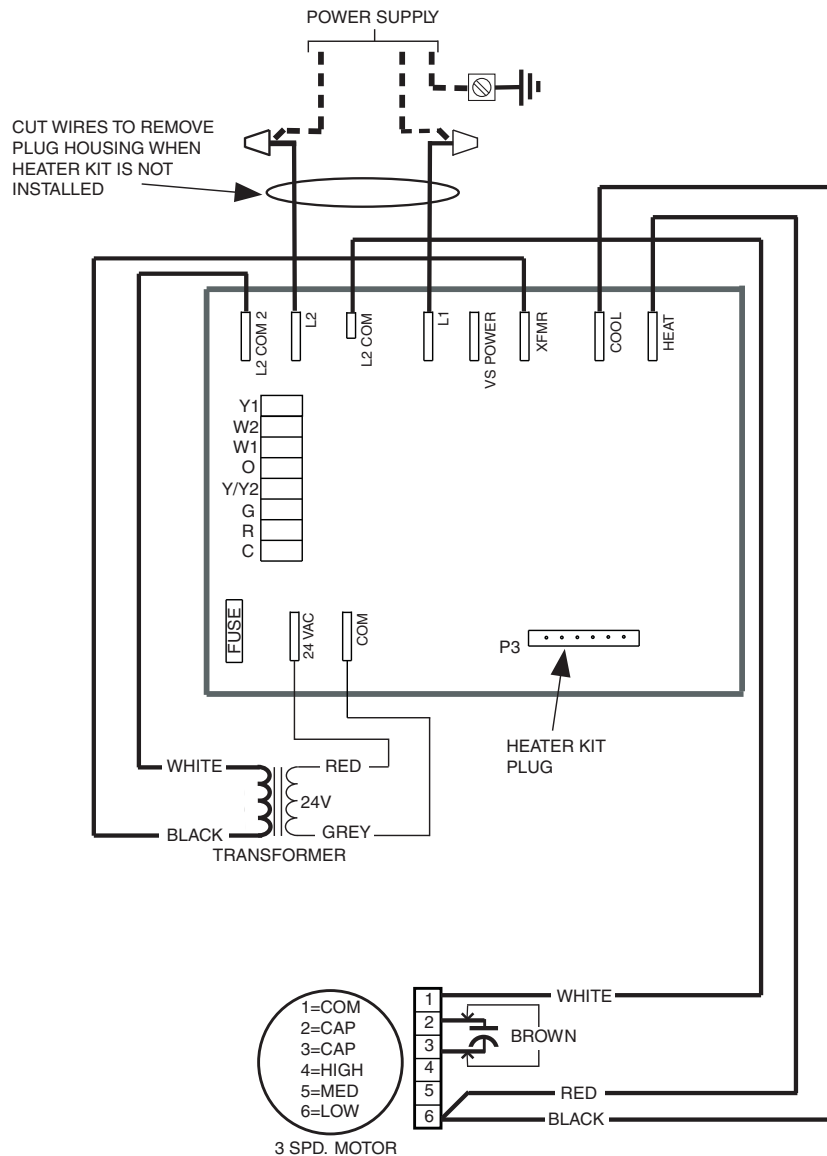 POWER SUPPLY
CUT WIRES TO REMOVE
PLUG HOUSING WHEN
HEATER KIT IS NOT
INSTALLED
L2 COM 2
L2
L2 COM
L1
VS POWER
XFMR
COOL
HEAT
Y1
W2
W1
O
Y/Y2
G
R
C
FUSE
24 VAC
COM
P3
HEATER KIT
PLUG
WHITE
RED
24V
BLACK
GREY
TRANSFORMER
1=COM
2=CAP
3=CAP
4=HIGH
5=MED
6=LOW
3 SPD. MOTOR
1
2
3
4
5
6
WHITE
BROWN
RED
BLACK